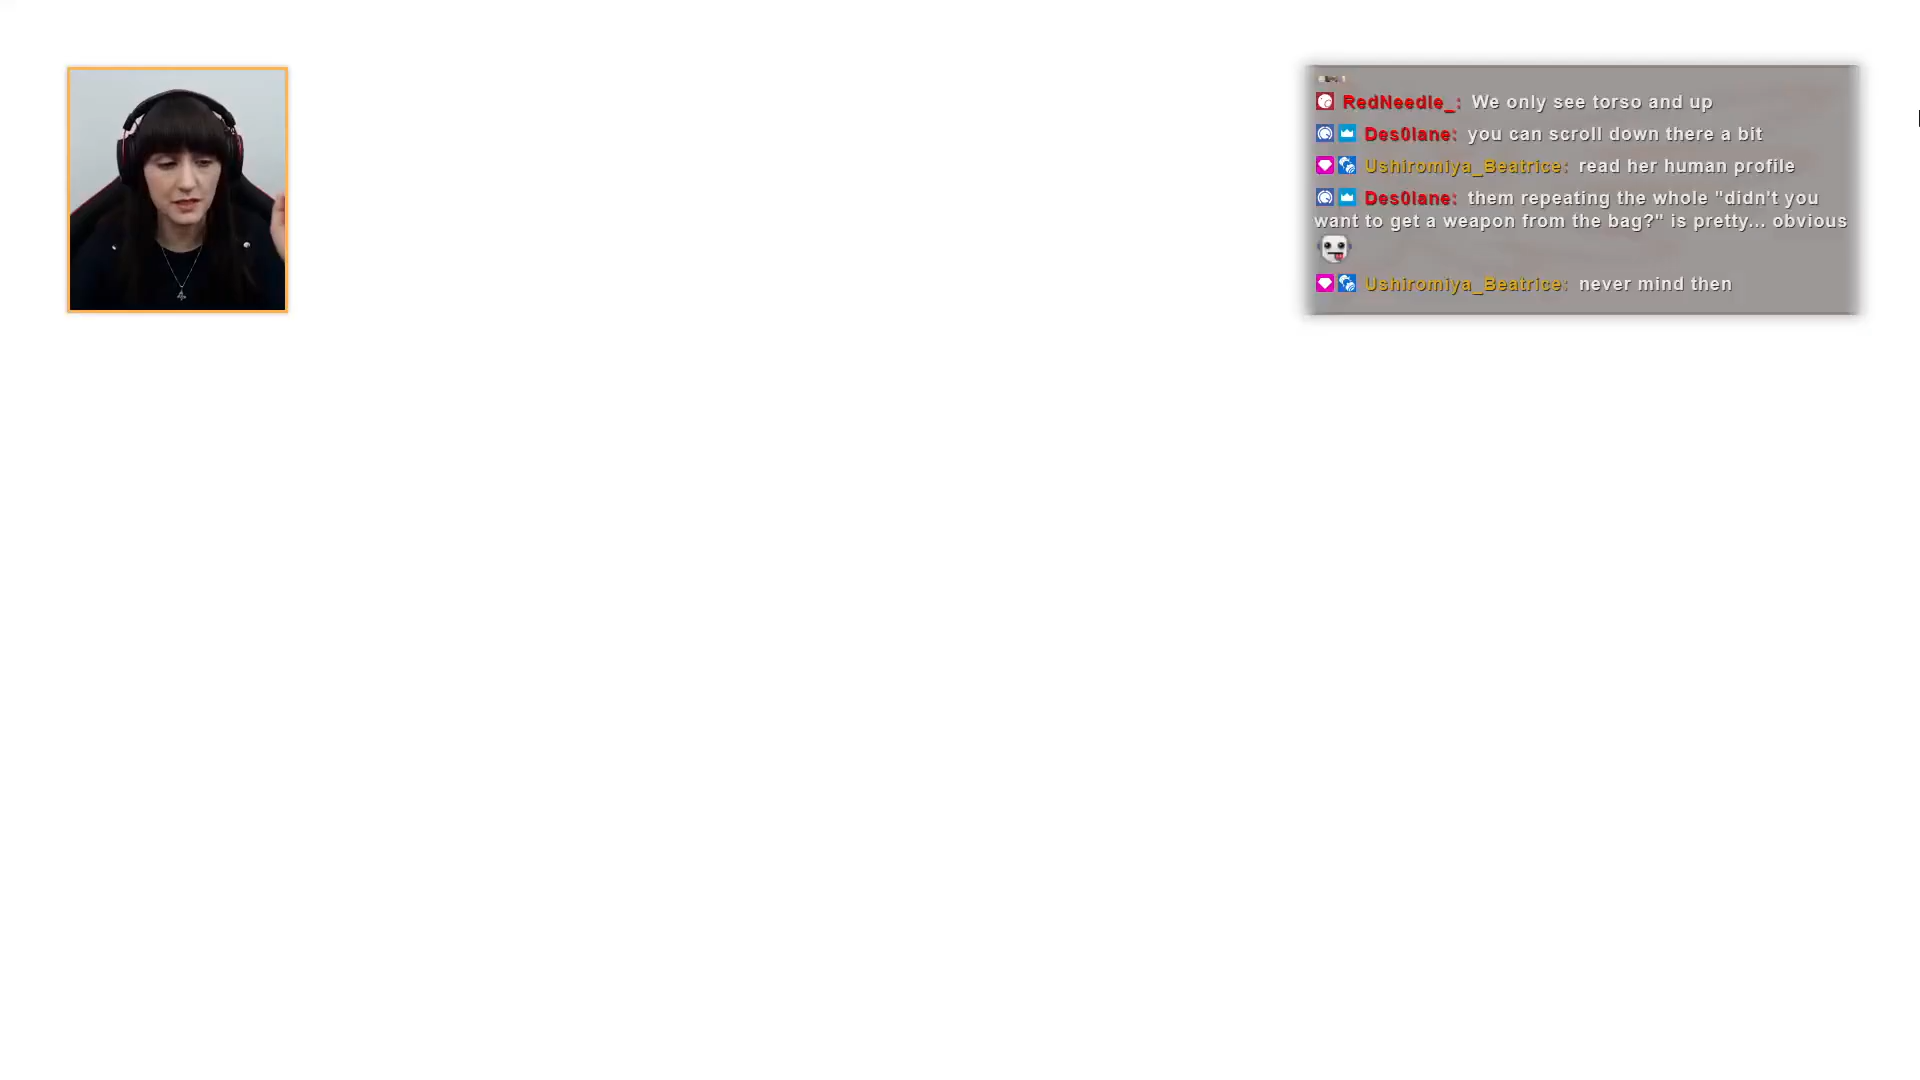 RedNeedle_: We only see torso and up
Des0lane: you can scroll down there a bit
Ushiromiya_Beatrice: read her human profile
Des0lane: them repeating the whole "didn't you
want to get a weapon from the bag?" is pretty... obvious
Ushiromiya_Beatrice: never mind then